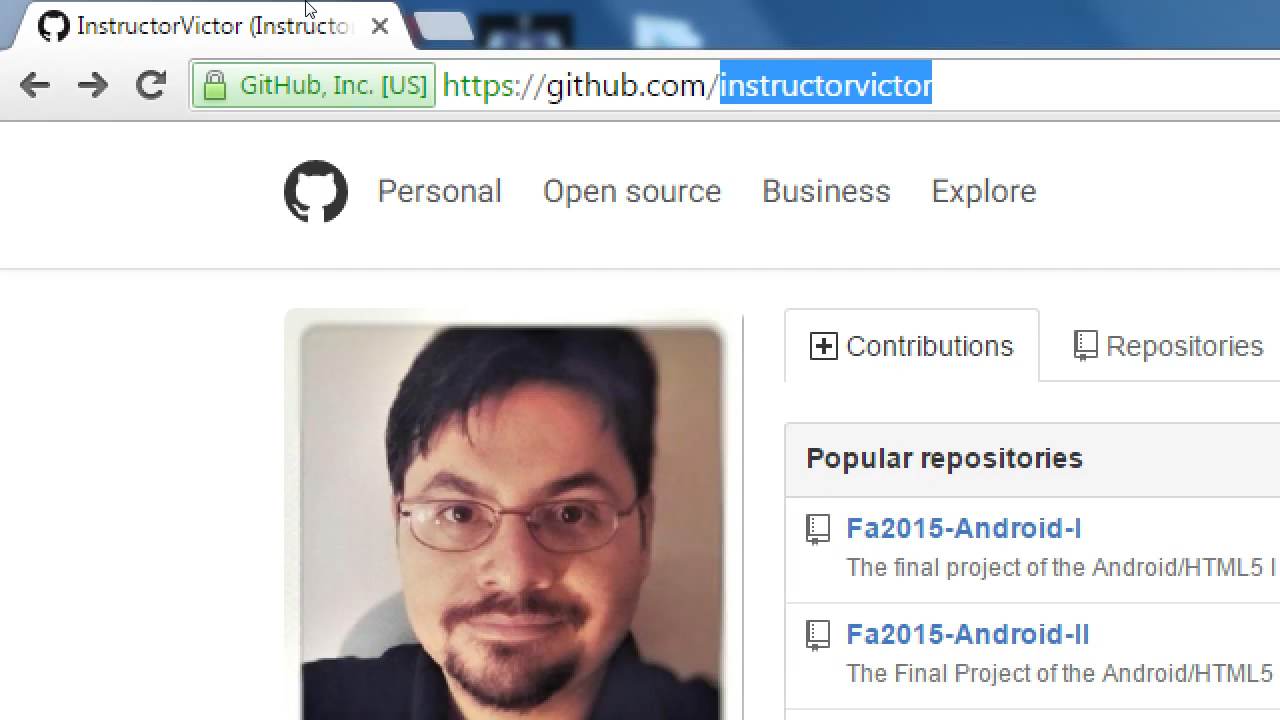 InstructorVictor (Instructo
GitHub, Inc. [US] https://github.com/instructorvictor
Personal Open source Business Explore
Contributions Repositories
Popular repositories
Fa2015-Android-I
The final project of the Android/HTML5 I
Fa2015-Android-II
The Final Project of the Android/HTML5